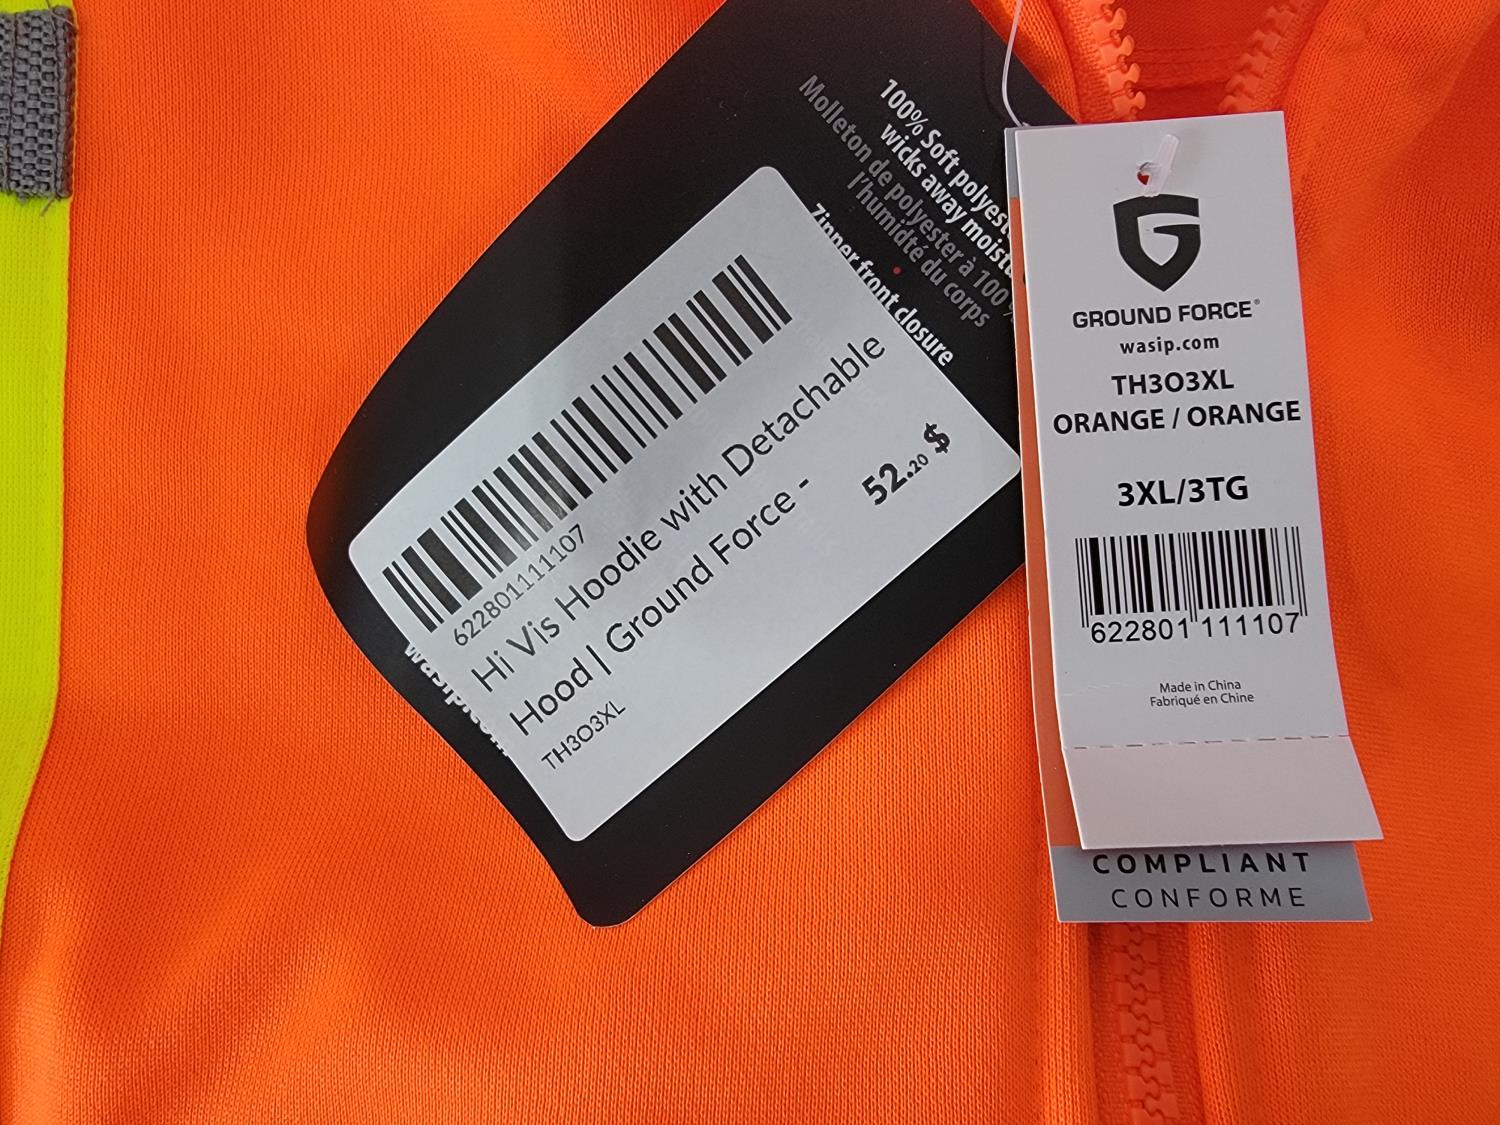 100% Soft polyest
wicks away moistu
Molleton de polyester à 100 %
l'humidté du corps
Zipper front closure
622801111107
Hi Vis Hoodie with Detachable
Hood | Ground Force -
52.20 $
TH3O3XL
G
GROUND FORCE®
wasip.com
TH3O3XL
ORANGE / ORANGE
3XL/3TG
622801 111107
Made in China
Fabriqué en Chine
COMPLIANT
CONFORME